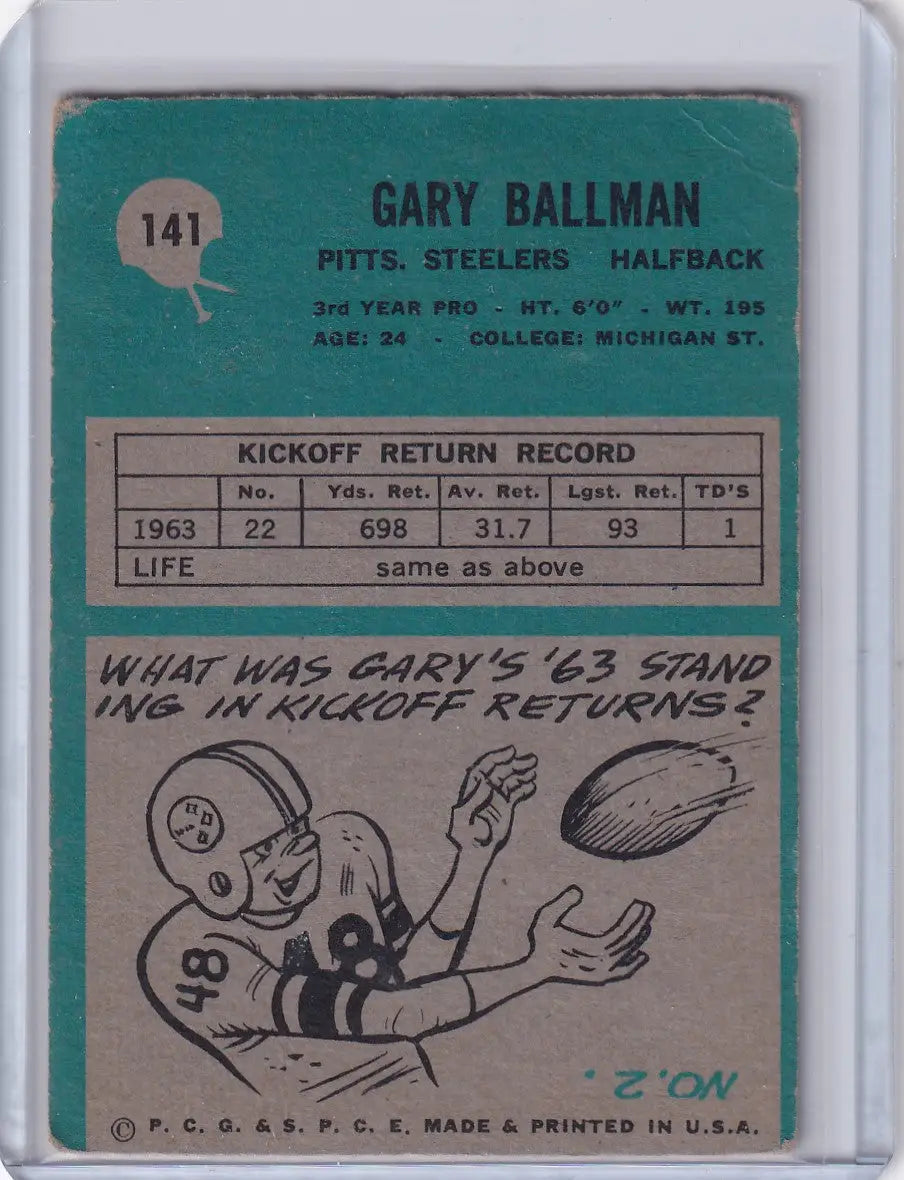 141
GARY BALLMAN
PITTS. STEELERS HALFBACK
3rd YEAR PRO - HT. 6'0" - WT. 195
AGE: 24 - COLLEGE: MICHIGAN ST.
KICKOFF RETURN RECORD
No. Yds. Ret. Av. Ret. Lgst. Ret. TD'S
1963 22 698 31.7 93 1
LIFE same as above
WHAT WAS GARY'S '63 STAND
ING IN KICKOFF RETURNS?
48
48
NO. 2.
© P. C. G. & S. P. C. E. MADE & PRINTED IN U.S.A.